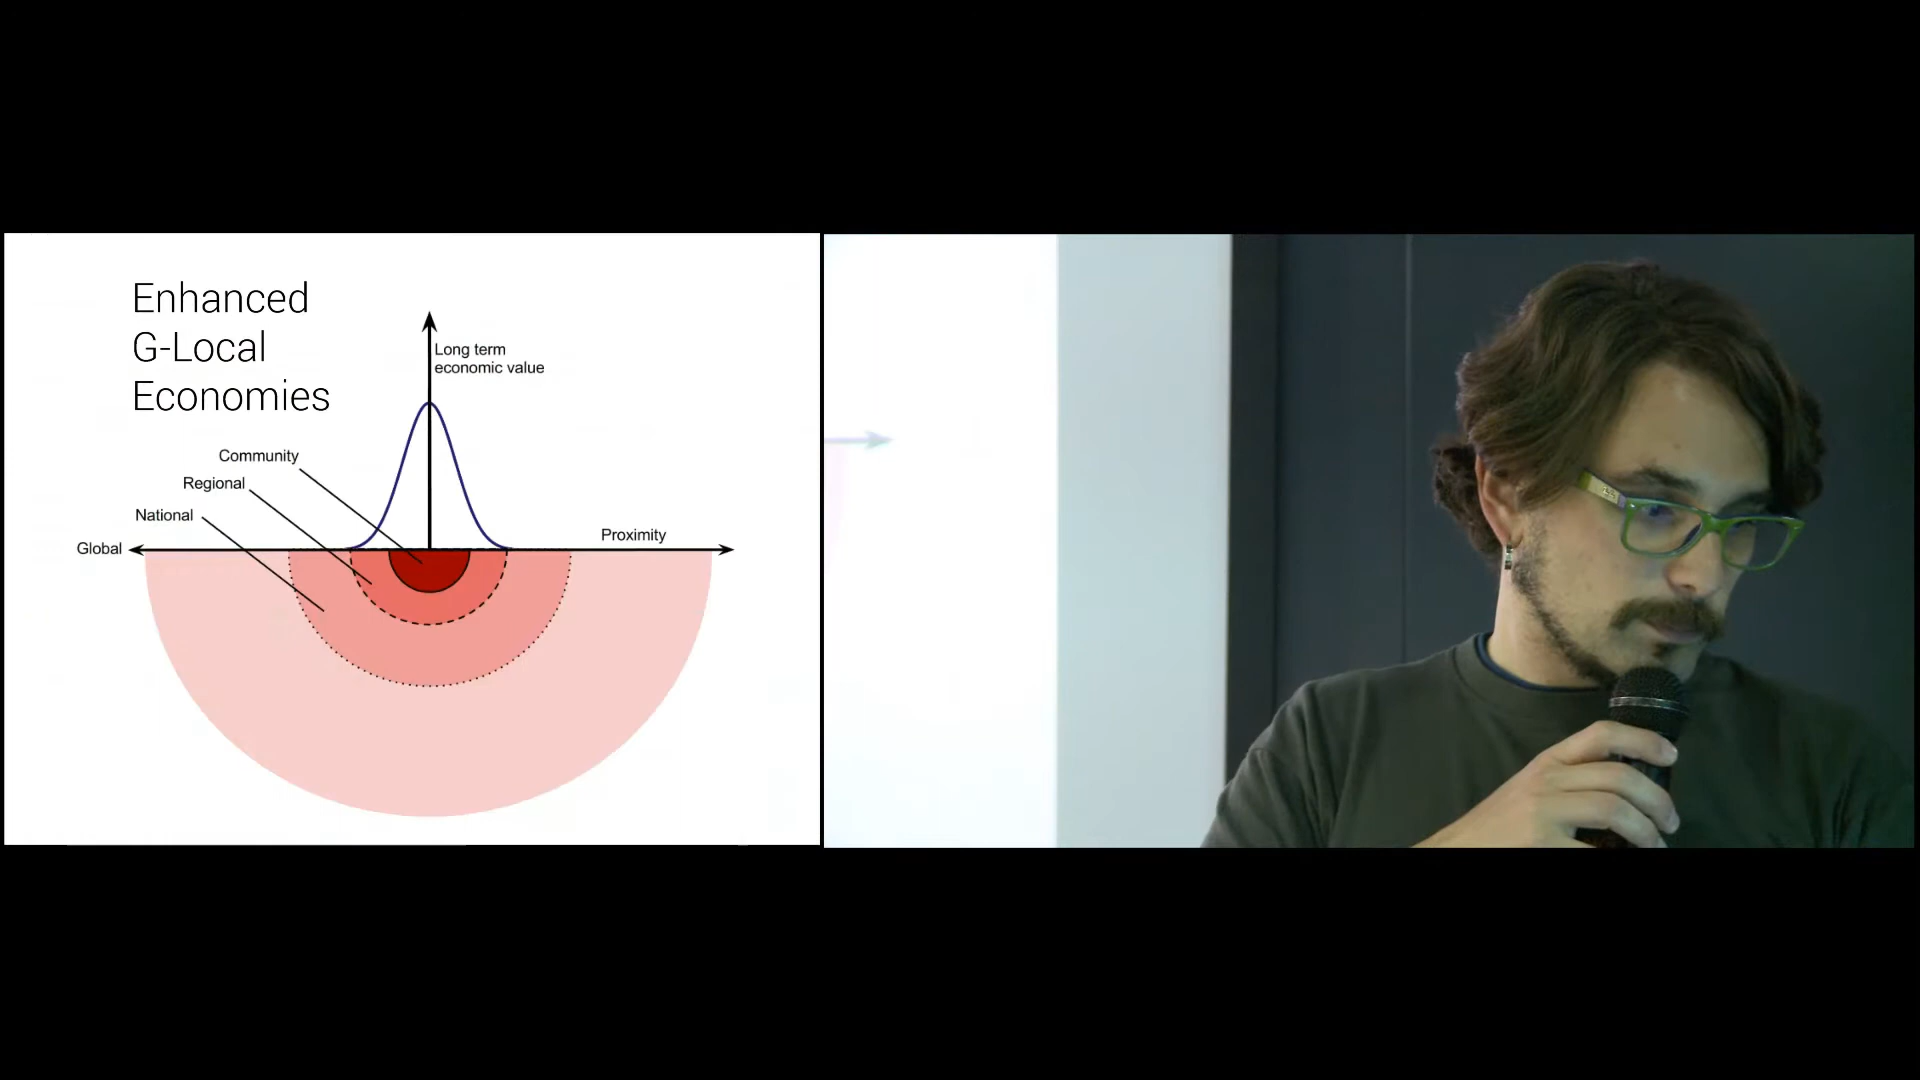 Enhanced
G-Local
Economies
Long term
economic value
Community
Regional
National
Global
Proximity